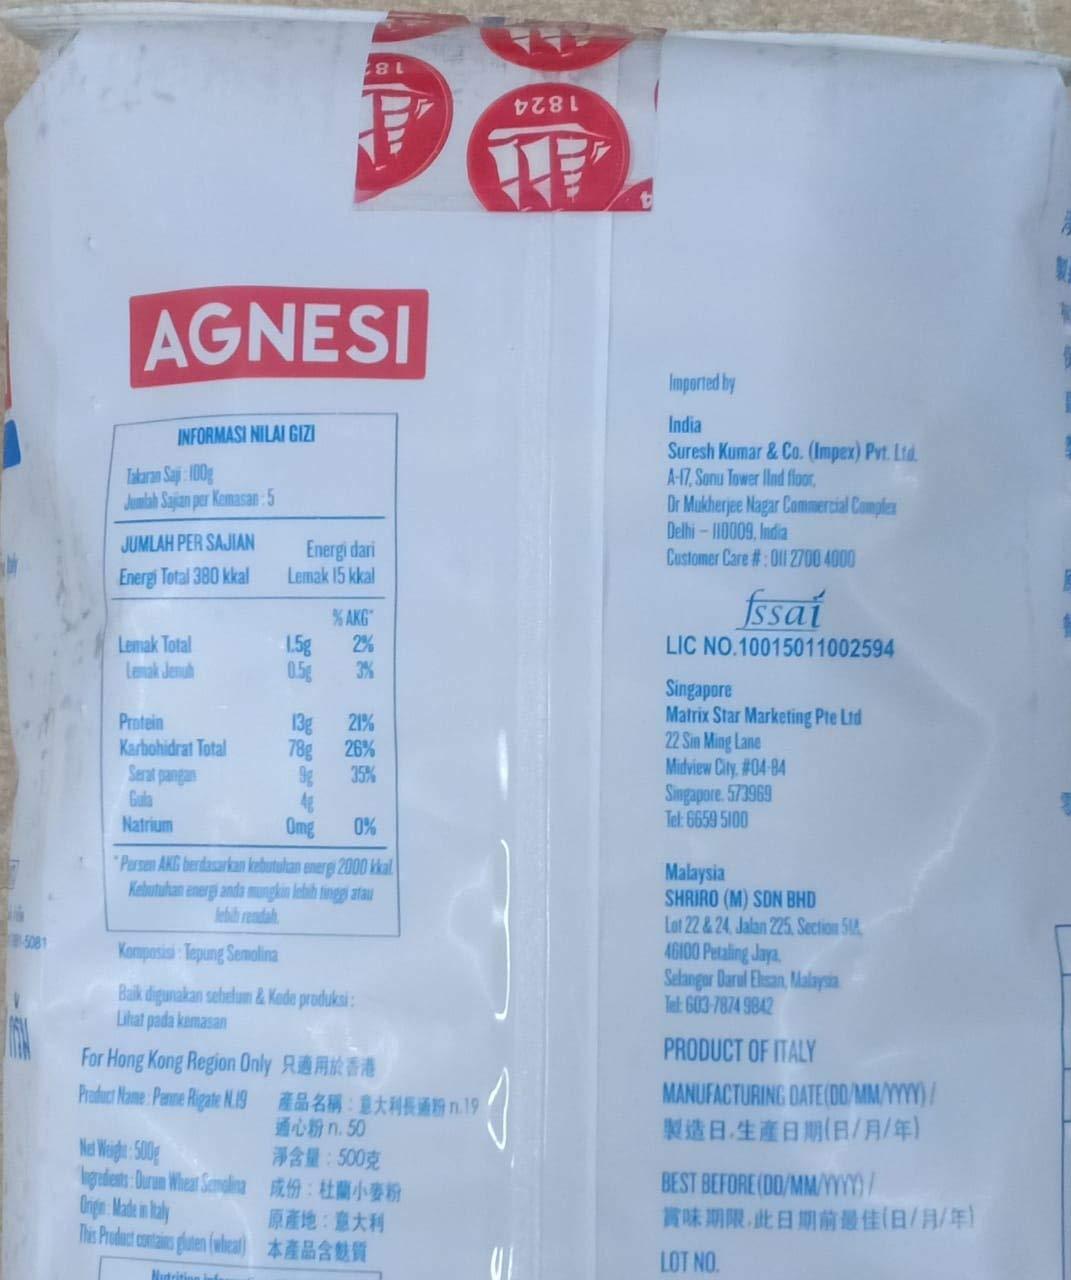 1824
1824
AGNESI
INFORMASI NILAI GIZI
Takaran Saji : 100g
Jumlah Sajian per Kemasan : 5
JUMLAH PER SAJIAN
Energi Total 380 kkal
Energi dari
Lemak 15 kkal
% AKG*
Lemak Total 1.5g 2%
Lemak Jenuh 0.5g 3%
Protein 13g 21%
Karbohidrat Total 78g 26%
Serat pangan 9g 35%
Gula 4g
Natrium 0mg 0%
*Persen AKG berdasarkan kebutuhan energi 2000 kkal.
Kebutuhan energi anda mungkin lebih tinggi atau
lebih rendah.
Komposisi : Tepung Semolina
Baik digunakan sebelum & Kode produksi :
Lihat pada kemasan
For Hong Kong Region Only 只適用於香港
Product Name : Penne Rigate N.19 產品名稱 : 意大利長通粉 n.19
通心粉 n. 50
Net Weight : 500g 淨含量 : 500克
Ingredients : Durum Wheat Semolina 成份 : 杜蘭小麥粉
Origin : Made in Italy 原產地 : 意大利
This Product contains gluten (wheat) 本產品含麩質
Imported by
India
Suresh Kumar & Co. (Impex) Pvt. Ltd.
A-17, Sonu Tower IInd floor,
Dr Mukherjee Nagar Commercial Complex
Delhi – 110009, India
Customer Care # : 011 2700 4000
fssai
LIC NO.10015011002594
Singapore
Matrix Star Marketing Pte Ltd
22 Sin Ming Lane
Midview City, #04-84
Singapore. 573969
Tel: 6659 5100
Malaysia
SHRIRO (M) SDN BHD
Lot 22 & 24, Jalan 225, Section 51A,
46100 Petaling Jaya,
Selangor Darul Ehsan, Malaysia
Tel: 603-7874 9842
PRODUCT OF ITALY
MANUFACTURING DATE(DD/MM/YYYY) /
製造日.生產日期(日/月/年)
BEST BEFORE(DD/MM/YYYY) /
賞味期限.此日期前最佳(日/月/年)
LOT NO.